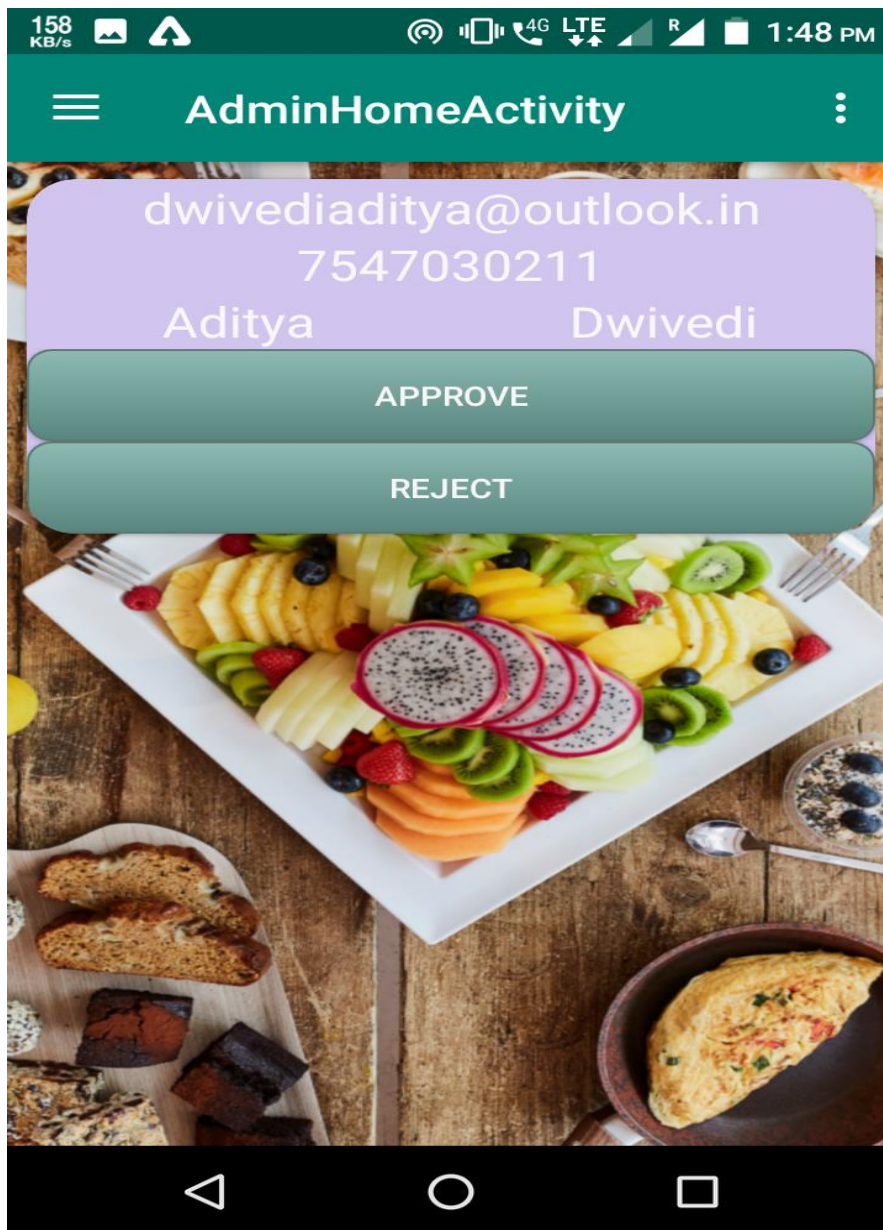 158
KB/s
4G LTE R 1:48 PM
AdminHomeActivity
dwivediaditya@outlook.in
7547030211
Aditya Dwivedi
APPROVE
REJECT